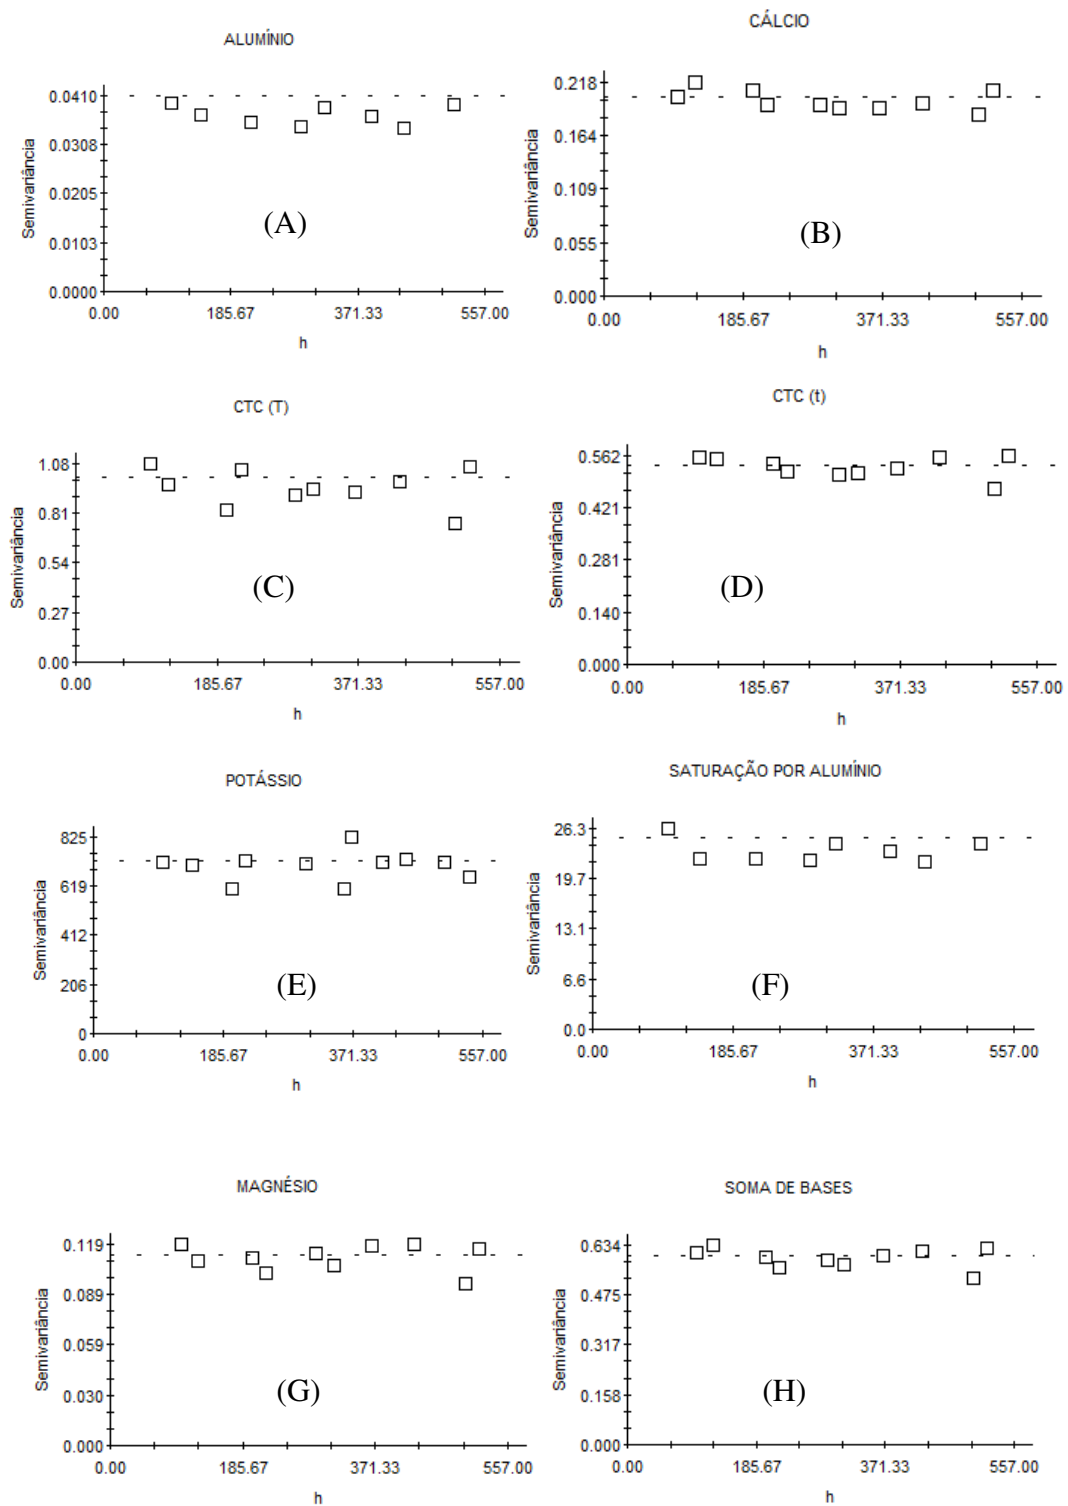 ALUMÍNIO
0.0410
0.0308
0.0205
0.0103
0.0000
0.00 185.67 371.33 557.00
h
Semivariância
(A)
CÁLCIO
0.218
0.164
0.109
0.055
0.000
0.00 185.67 371.33 557.00
h
Semivariância
(B)
CTC (T)
1.08
0.81
0.54
0.27
0.00
0.00 185.67 371.33 557.00
h
Semivariância
(C)
CTC (t)
0.562
0.421
0.281
0.140
0.000
0.00 185.67 371.33 557.00
h
Semivariância
(D)
POTÁSSIO
825
619
412
206
0
0.00 185.67 371.33 557.00
h
Semivariância
(E)
SATURAÇÃO POR ALUMÍNIO
26.3
19.7
13.1
6.6
0.0
0.00 185.67 371.33 557.00
h
Semivariância
(F)
MAGNÉSIO
0.119
0.089
0.059
0.030
0.000
0.00 185.67 371.33 557.00
h
Semivariância
(G)
SOMA DE BASES
0.634
0.475
0.317
0.158
0.000
0.00 185.67 371.33 557.00
h
Semivariância
(H)